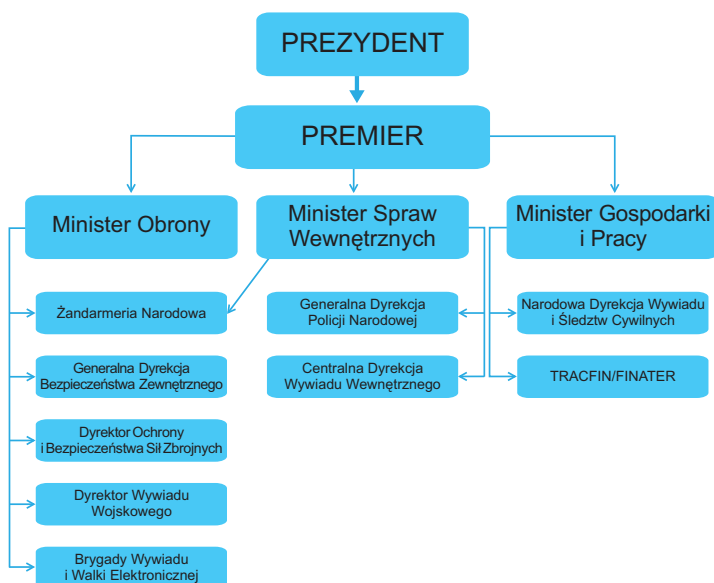 PREZYDENT
PREMIER
Minister Obrony
Minister Spraw
Wewnętrznych
Minister Gospodarki
i Pracy
Żandarmeria Narodowa
Generalna Dyrekcja
Bezpieczeństwa Zewnętrznego
Dyrektor Ochrony
i Bezpieczeństwa Sił Zbrojnych
Dyrektor Wywiadu
Wojskowego
Brygady Wywiadu
i Walki Elektronicznej
Generalna Dyrekcja
Policji Narodowej
Centralna Dyrekcja
Wywiadu Wewnętrznego
Narodowa Dyrekcja Wywiadu
i Śledztw Cywilnych
TRACFIN/FINATER